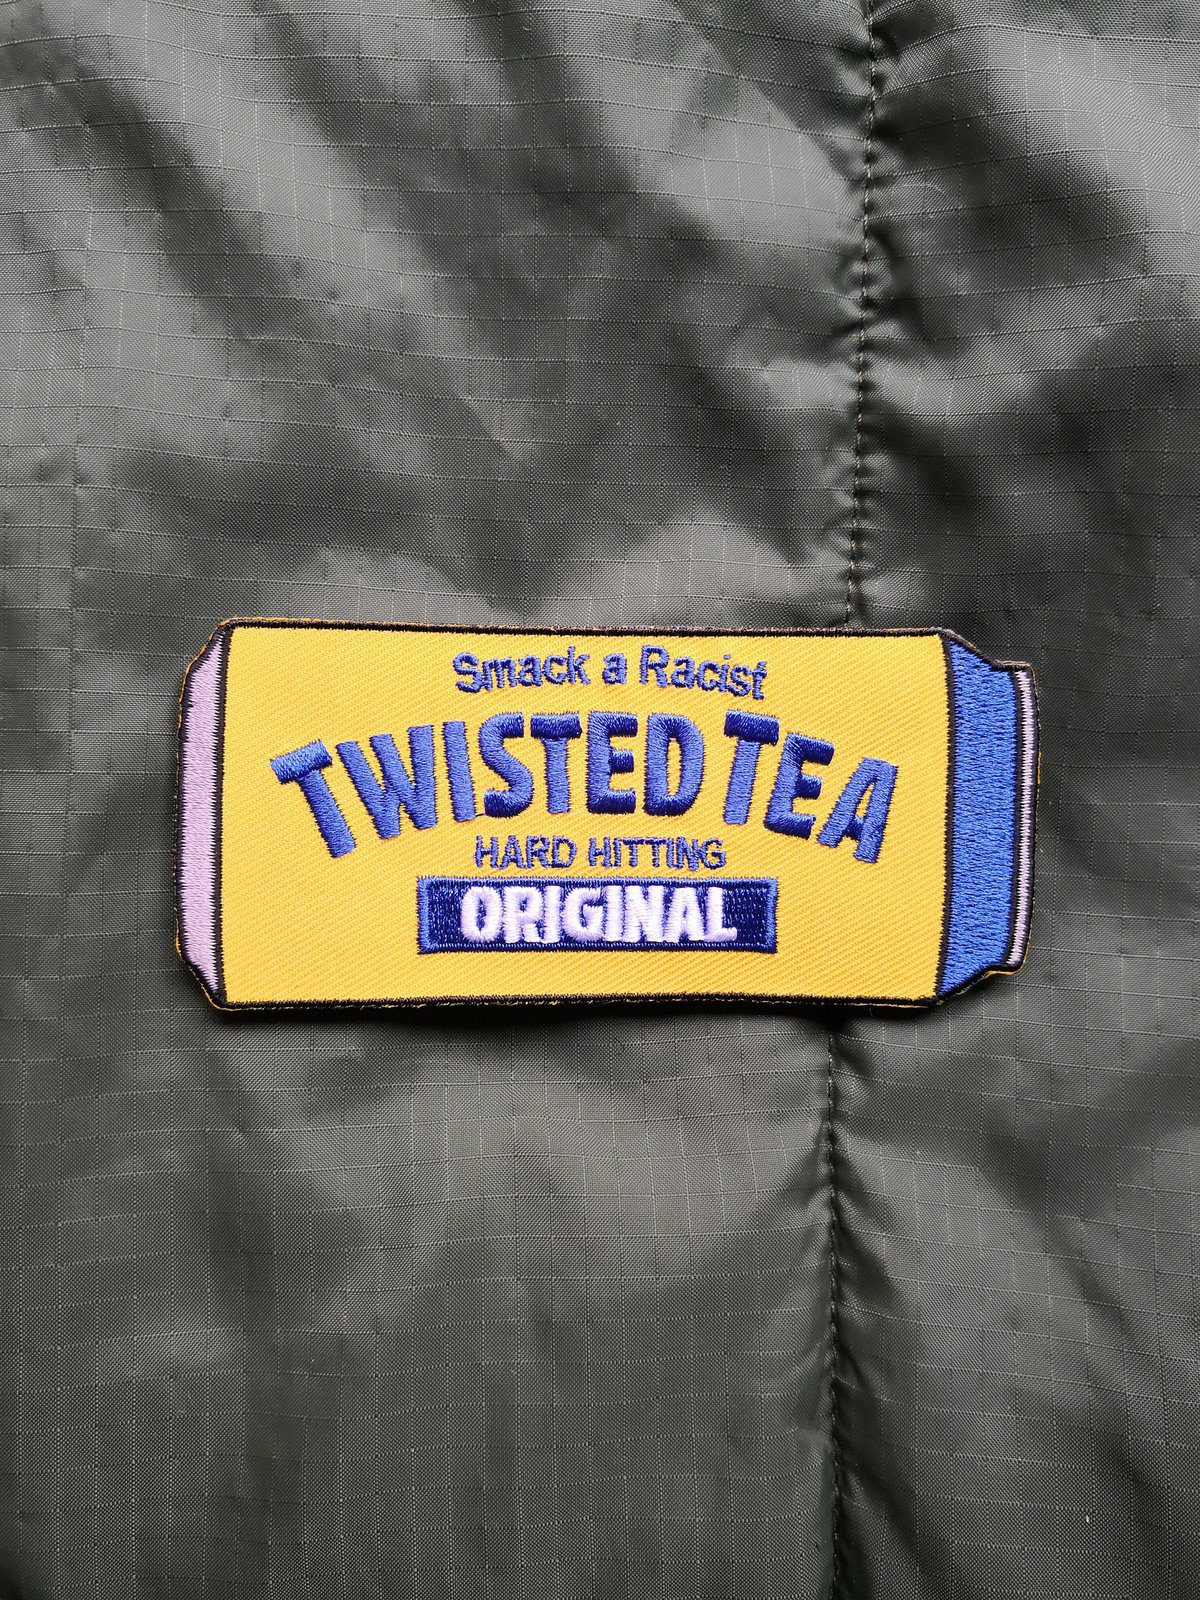 Smack a Racist
TWISTED TEA
HARD HITTING
ORIGINAL